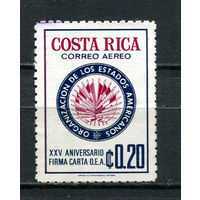 COSTA RICA
CORREO AEREO
ORGANIZACION DE LOS ESTADOS AMERICANOS
XXV ANIVERSARIO
FIRMA CARTA O.E.A.
₡0.20